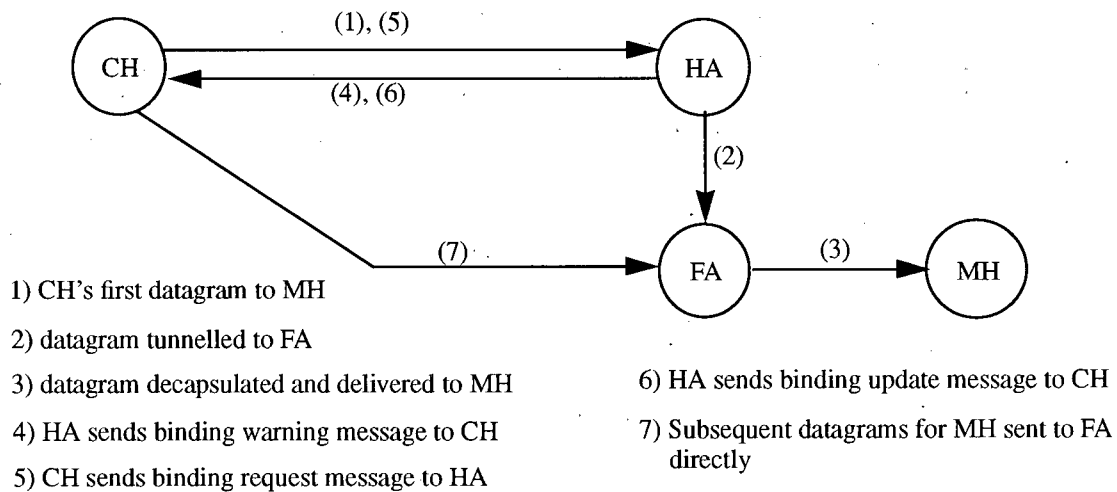 (1), (5)
CH
HA
(4), (6)
(2)
(7)
FA
(3)
MH
1) CH's first datagram to MH
2) datagram tunnelled to FA
3) datagram decapsulated and delivered to MH
4) HA sends binding warning message to CH
5) CH sends binding request message to HA
6) HA sends binding update message to CH
7) Subsequent datagrams for MH sent to FA
directly